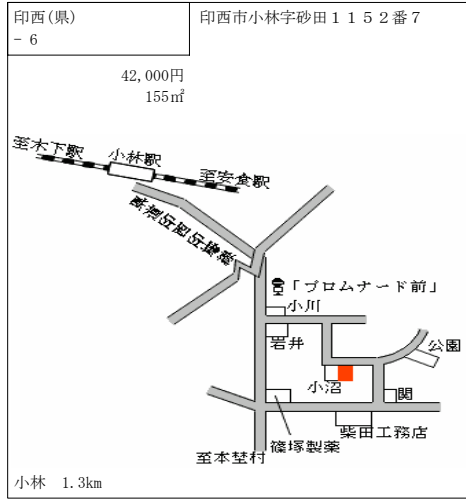 印西(県)
－6
印西市小林字砂田１１５２番７
42,000円
155㎡
至木下駅
小林駅
至安食駅
「プロムナード前」
小川
岩井
公園
小沼
関
柴田工務店
篠塚製薬
至本埜村
小林 1.3km